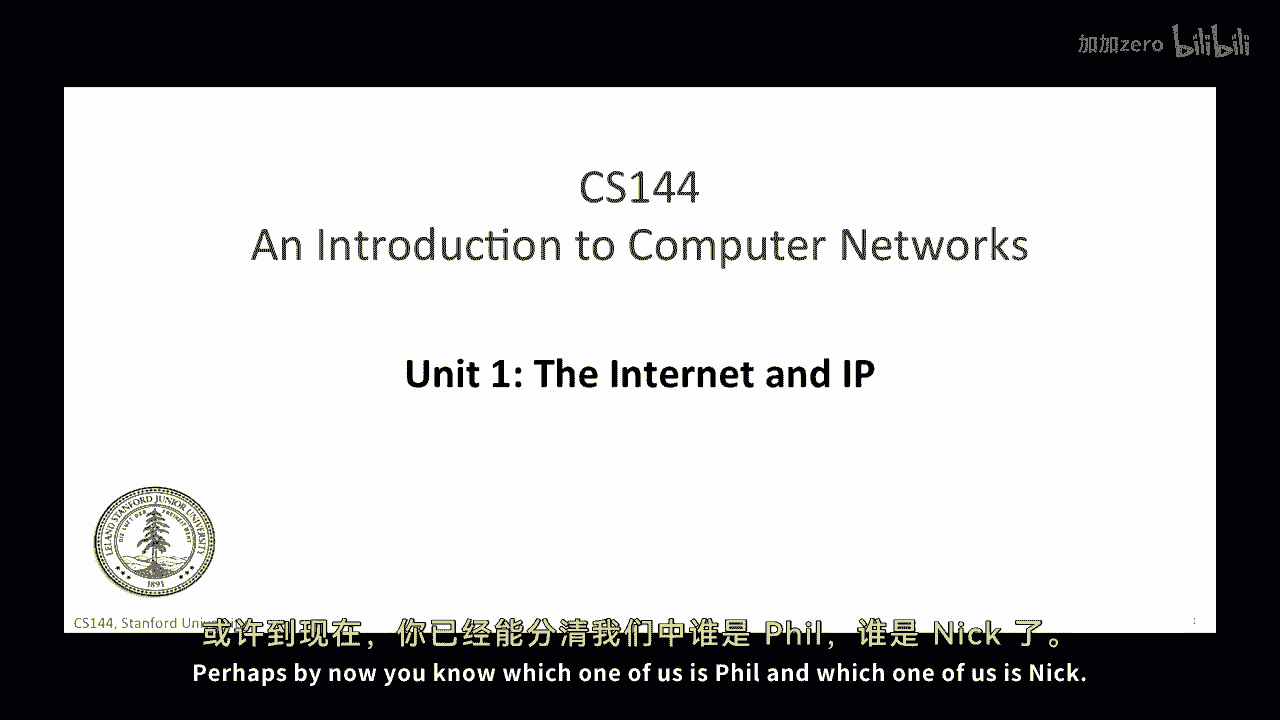 加加zero bilibili
CS144
An Introduction to Computer Networks
Unit 1: The Internet and IP
LELAND STANFORD JUNIOR UNIVERSITY
DIE LUFT DER FREIHEIT WEHT
1891
CS144, Stanford
1
或许到现在，你已经能分清我们中谁是 Phil，谁是 Nick 了。
Perhaps by now you know which one of us is Phil and which one of us is Nick.